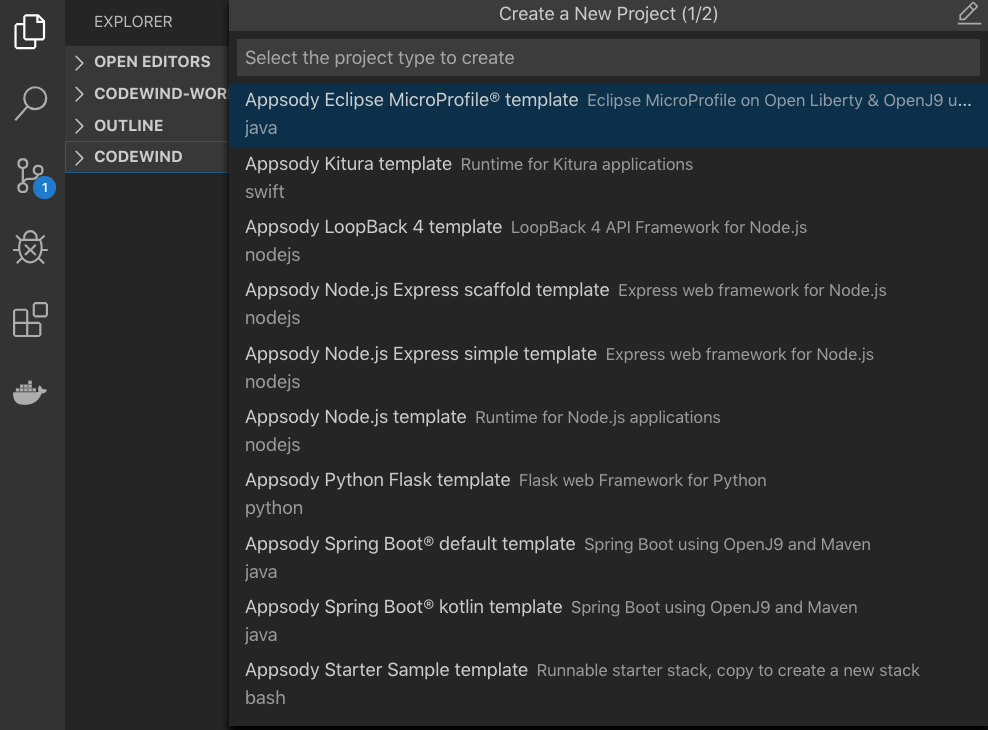 EXPLORER
OPEN EDITORS
CODEWIND-WOR
OUTLINE
CODEWIND
1
Create a New Project (1/2)
Select the project type to create
Appsody Eclipse MicroProfile® template Eclipse MicroProfile on Open Liberty & OpenJ9 u...
java
Appsody Kitura template Runtime for Kitura applications
swift
Appsody LoopBack 4 template LoopBack 4 API Framework for Node.js
nodejs
Appsody Node.js Express scaffold template Express web framework for Node.js
nodejs
Appsody Node.js Express simple template Express web framework for Node.js
nodejs
Appsody Node.js template Runtime for Node.js applications
nodejs
Appsody Python Flask template Flask web Framework for Python
python
Appsody Spring Boot® default template Spring Boot using OpenJ9 and Maven
java
Appsody Spring Boot® kotlin template Spring Boot using OpenJ9 and Maven
java
Appsody Starter Sample template Runnable starter stack, copy to create a new stack
bash